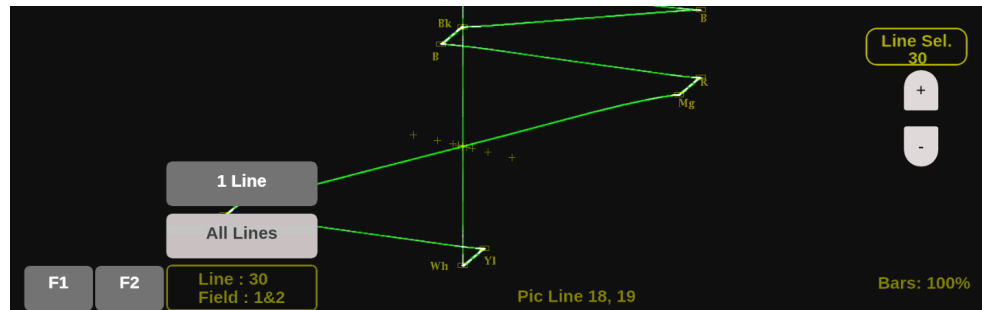 B
Bk
Line Sel.
30
B
R
+
Mg
-
1 Line
All Lines
Wh
Yl
F1
F2
Line : 30
Field : 1&2
Pic Line 18, 19
Bars: 100%